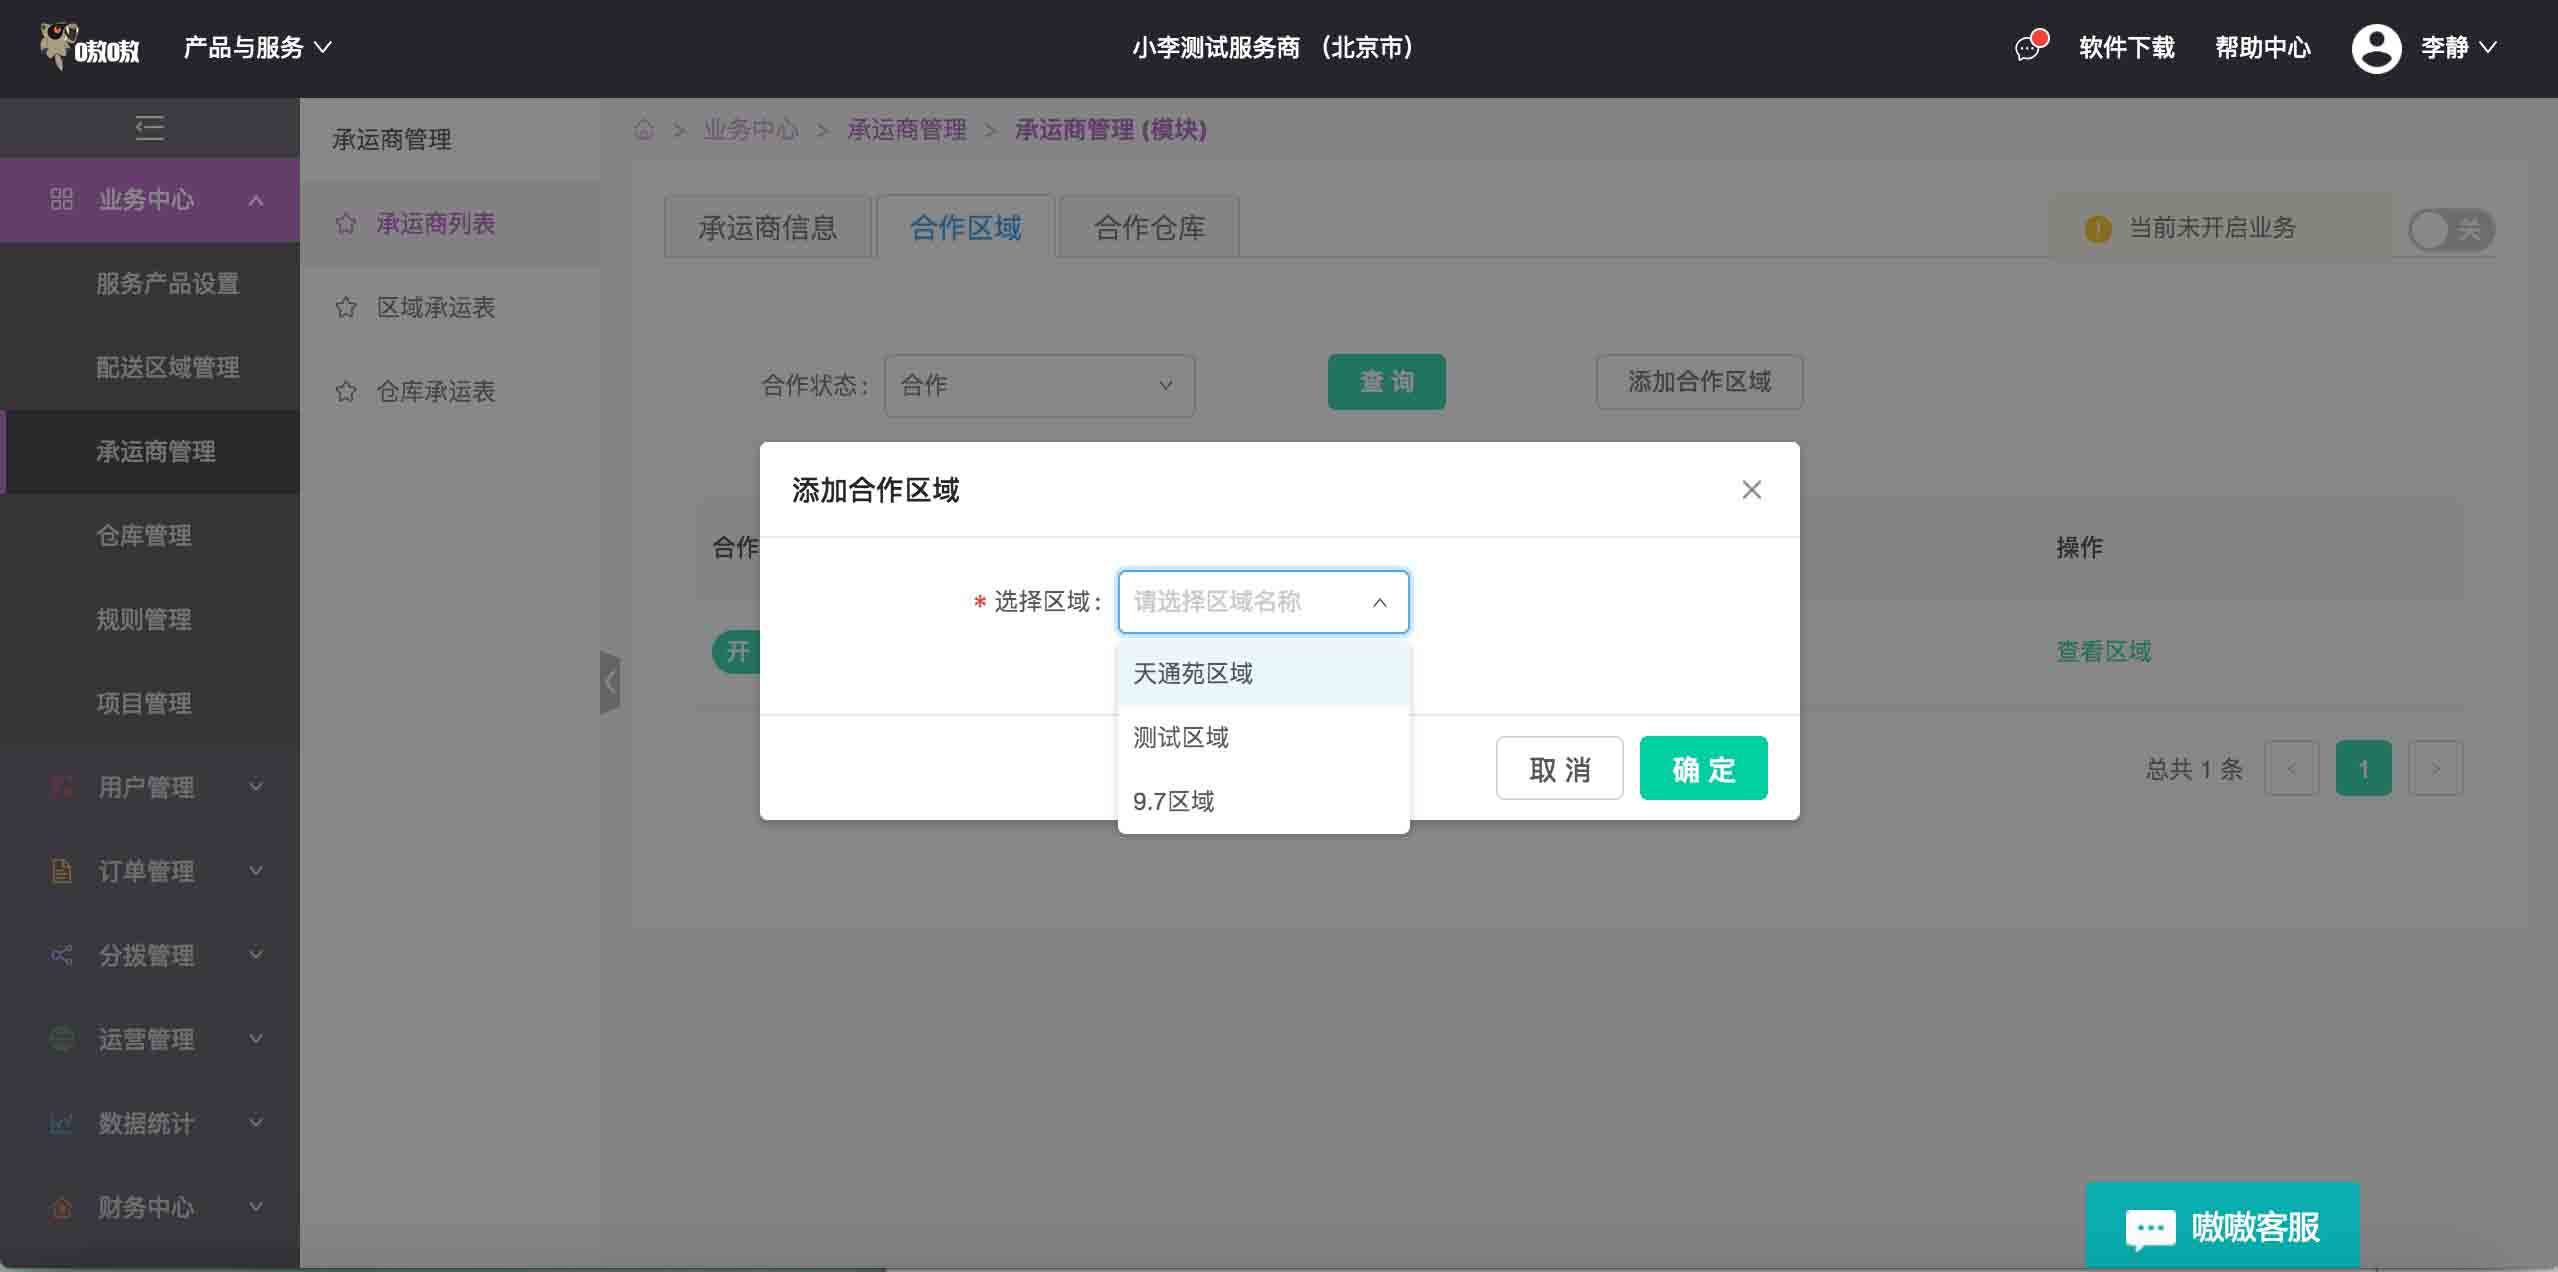 嗷嗷
产品与服务
小李测试服务商 （北京市）
软件下载
帮助中心
李静
业务中心
服务产品设置
配送区域管理
承运商管理
仓库管理
规则管理
项目管理
用户管理
订单管理
分拨管理
运营管理
数据统计
财务中心
承运商管理
承运商列表
区域承运表
仓库承运表
> 业务中心 > 承运商管理 > 承运商管理 (模块)
承运商信息
合作区域
合作仓库
当前未开启业务
关
合作状态：
合作
查 询
添加合作区域
合作
操作
开
查看区域
总共 1 条
<
1
>
添加合作区域
* 选择区域：
请选择区域名称
天通苑区域
测试区域
9.7区域
取 消
确 定
嗷嗷客服